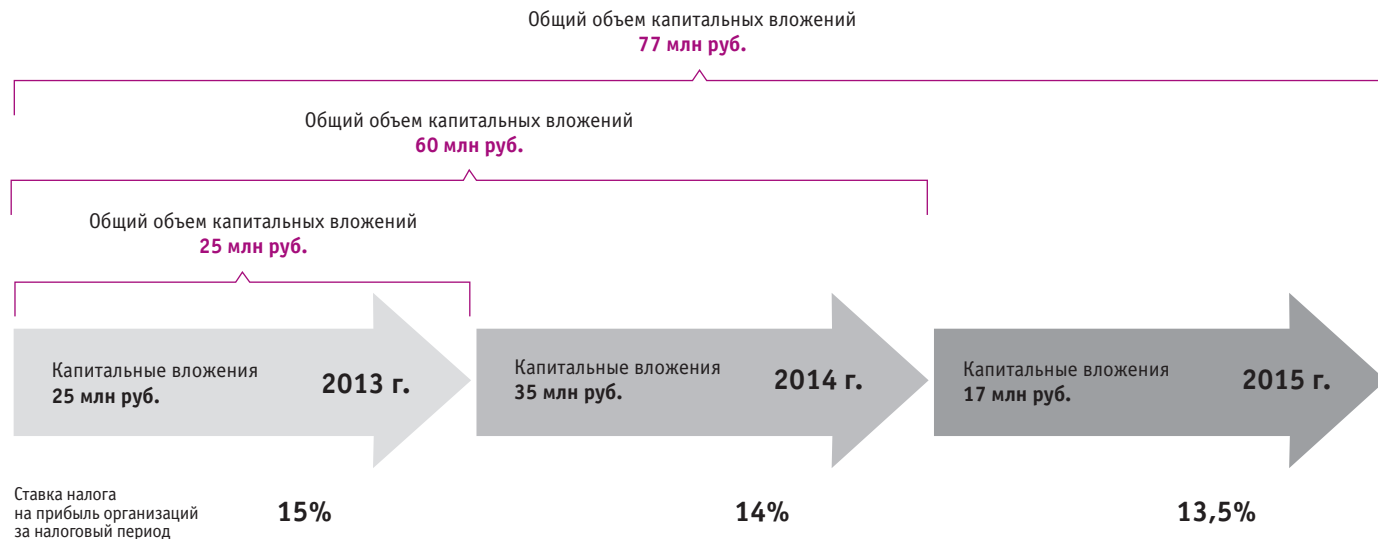 Общий объем капитальных вложений
77 млн руб.
Общий объем капитальных вложений
60 млн руб.
Общий объем капитальных вложений
25 млн руб.
Капитальные вложения
25 млн руб.
2013 г.
Капитальные вложения
35 млн руб.
2014 г.
Капитальные вложения
17 млн руб.
2015 г.
Ставка налога
на прибыль организаций
за налоговый период
15%
14%
13,5%